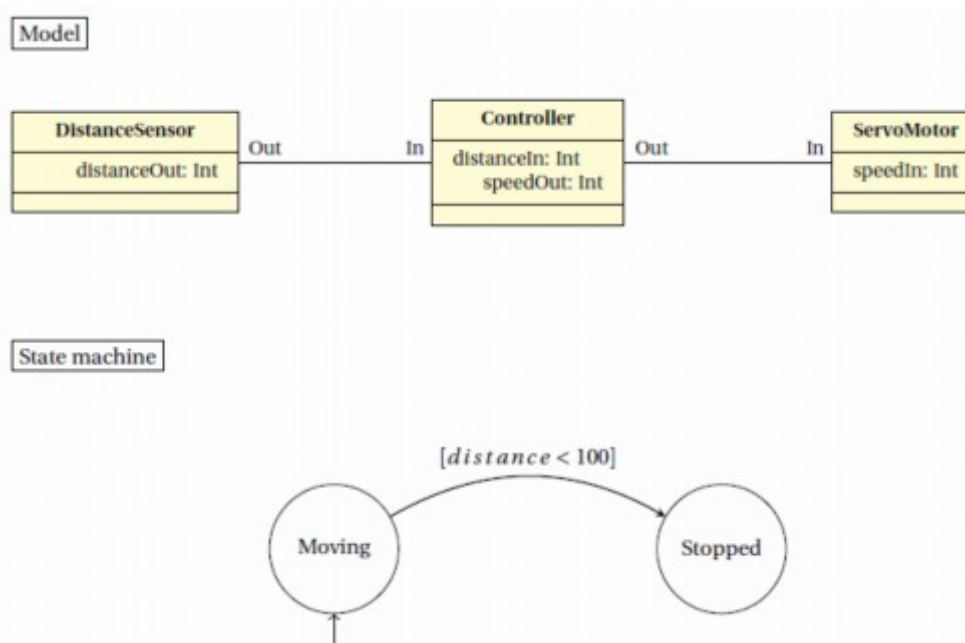 Model
DistanceSensor
distanceOut: Int
Out
In
Controller
distanceIn: Int
speedOut: Int
Out
In
ServoMotor
speedIn: Int
State machine
[distance < 100]
Moving
Stopped